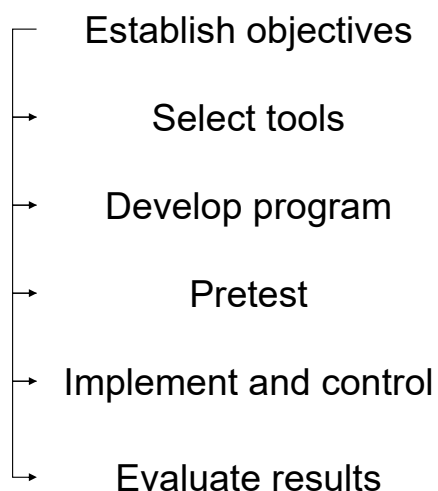 Establish objectives
Select tools
Develop program
Pretest
Implement and control
Evaluate results